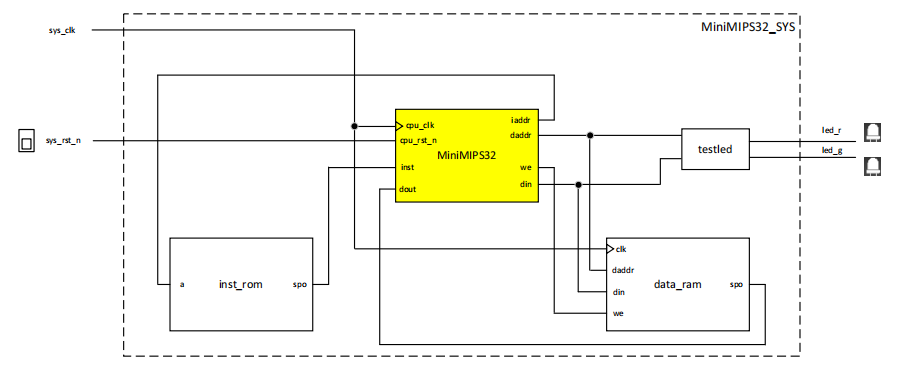 sys_clk
MiniMIPS32_SYS
cpu_clk
iaddr
sys_rst_n
cpu_rst_n
daddr
led_r
MiniMIPS32
testled
led_g
inst
we
dout
din
clk
daddr
a
inst_rom
spo
data_ram
spo
din
we